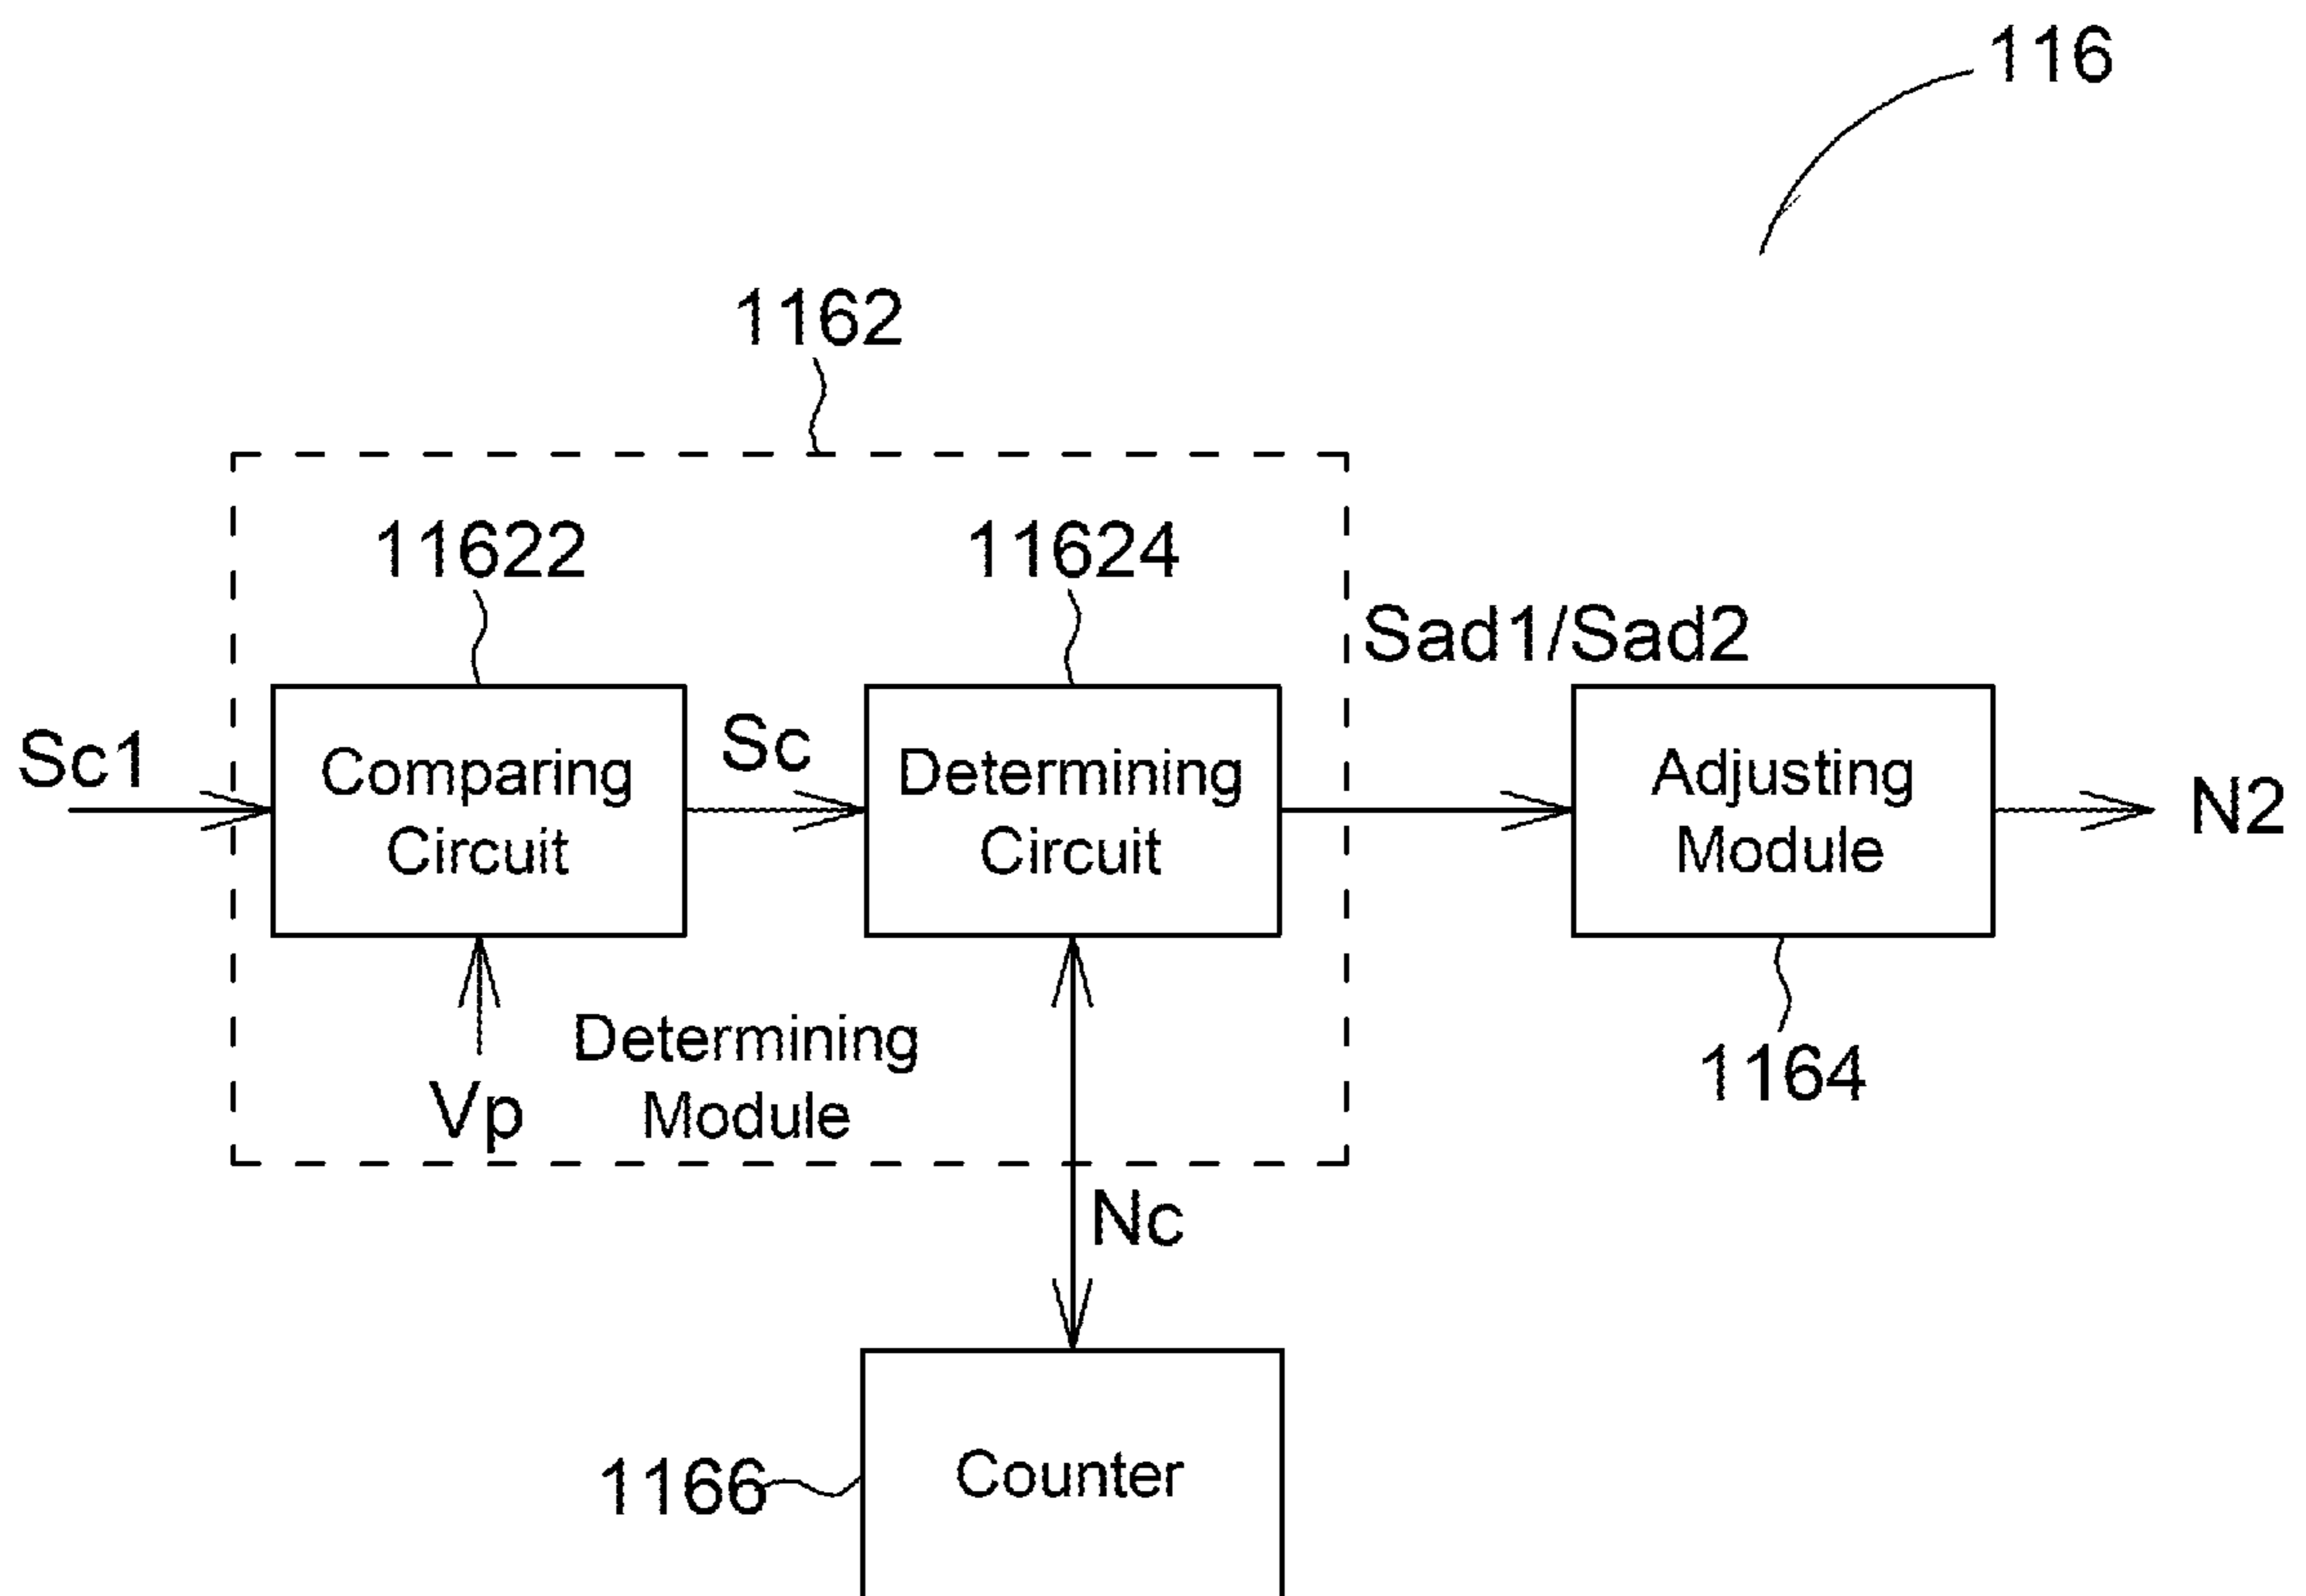 116
1162
11622
11624
Sad1/Sad2
Sc1
Comparing
Circuit
Sc
Determining
Circuit
Adjusting
Module
N2
Vp
Determining
Module
1164
Nc
1166
Counter